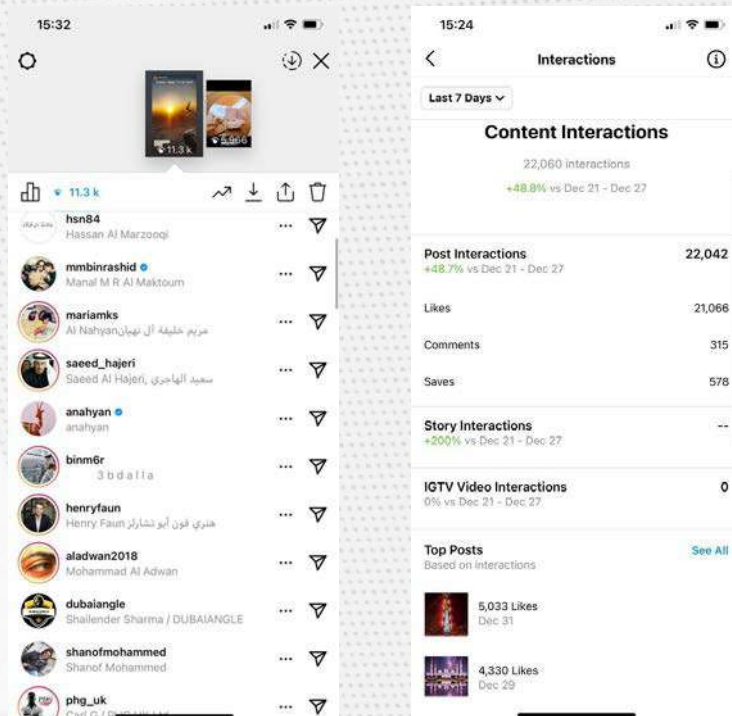 15:32
11.3 k
5,966
11.3 k
hsn84
Hassan Al Marzooqi
mmbinrashid
Manal M R Al Maktoum
mariamks
Al Nahyan مريم خليفة آل نهيان
saeed_hajeri
Saeed Al Hajeri, سعيد الهاجري
anahyan
anahyan
binm6r
3 b d a l l a
henryfaun
Henry Faun هنري فون أبو تشارلز
aladwan2018
Mohammad Al Adwan
dubaiangle
Shailender Sharma / DUBAIANGLE
shanofmohammed
Shanof Mohammed
phg_uk
15:24
Interactions
Last 7 Days
Content Interactions
22,060 interactions
+48.8% vs Dec 21 - Dec 27
Post Interactions
22,042
+48.7% vs Dec 21 - Dec 27
Likes
21,066
Comments
315
Saves
578
Story Interactions
--
+200% vs Dec 21 - Dec 27
IGTV Video Interactions
0
0% vs Dec 21 - Dec 27
Top Posts
See All
Based on interactions
5,033 Likes
Dec 31
4,330 Likes
Dec 29